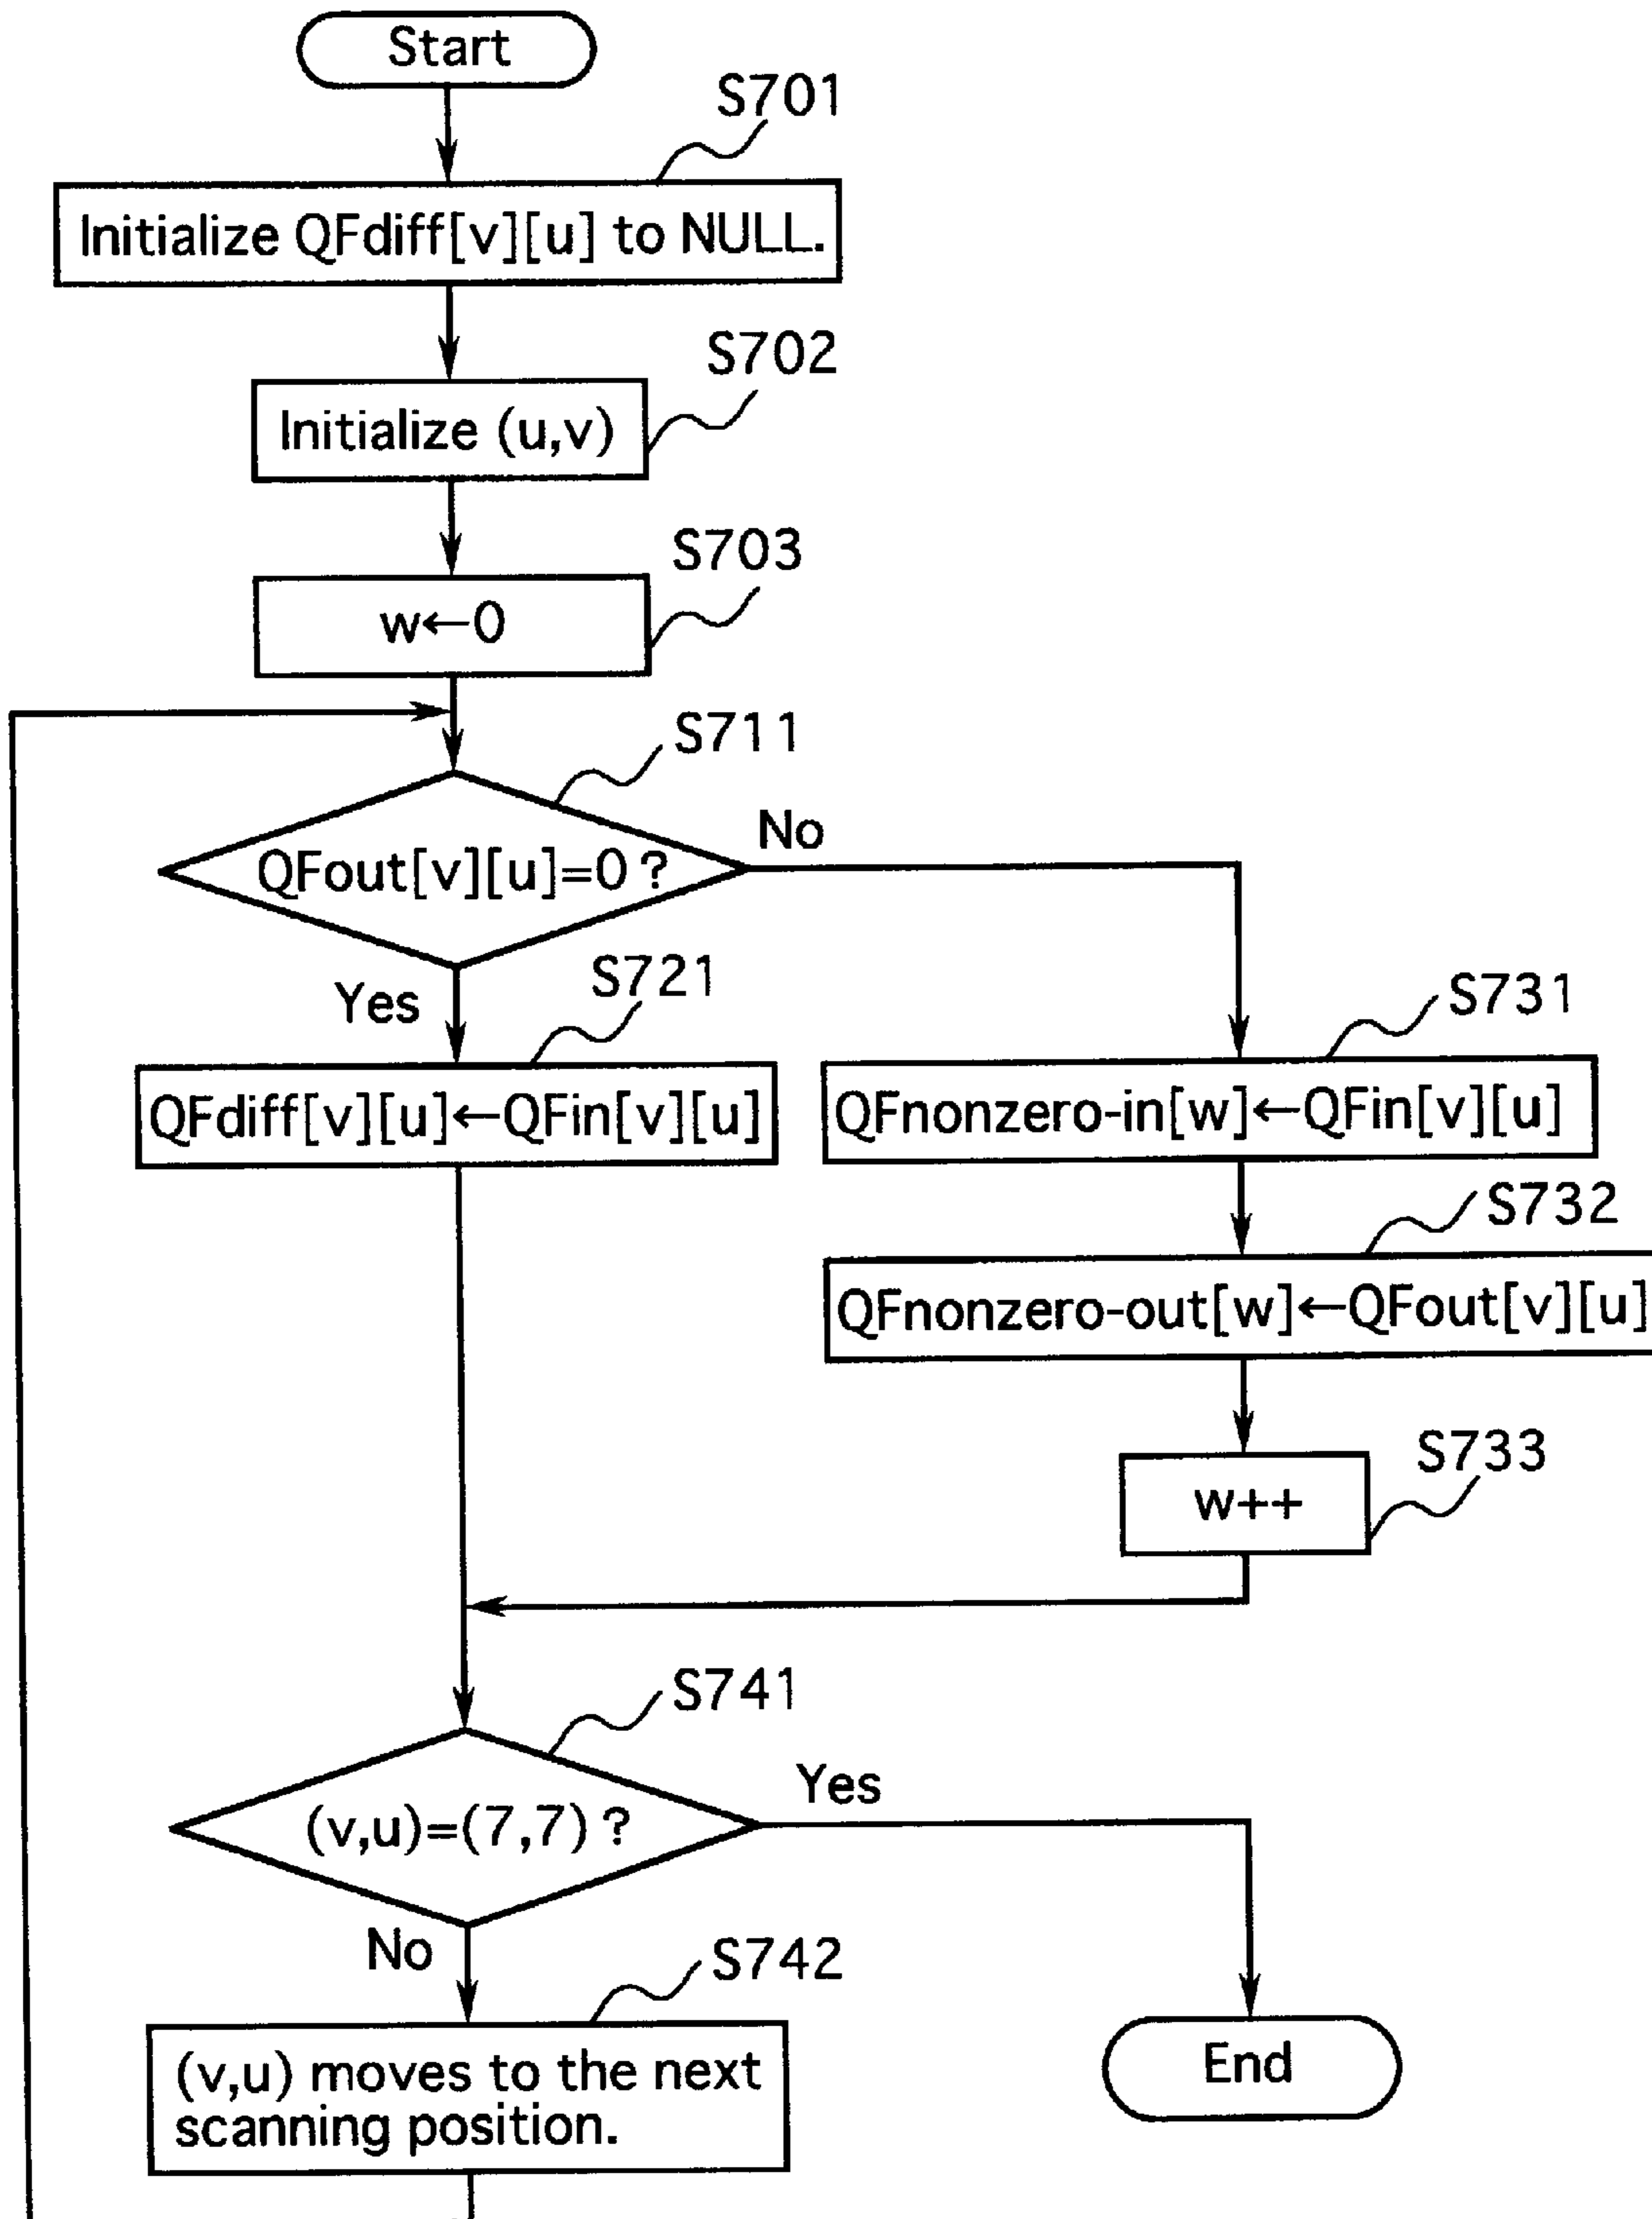 Start
S701
Initialize QFdiff[v][u] to NULL.
S702
Initialize (u,v)
S703
w←0
S711
No
QFout[v][u]=0 ?
Yes
S721
S731
QFdiff[v][u]←QFin[v][u]
QFnonzero-in[w]←QFin[v][u]
S732
QFnonzero-out[w]←QFout[v][u]
S733
w++
S741
Yes
(v,u)=(7,7) ?
No
S742
(v,u) moves to the next
scanning position.
End